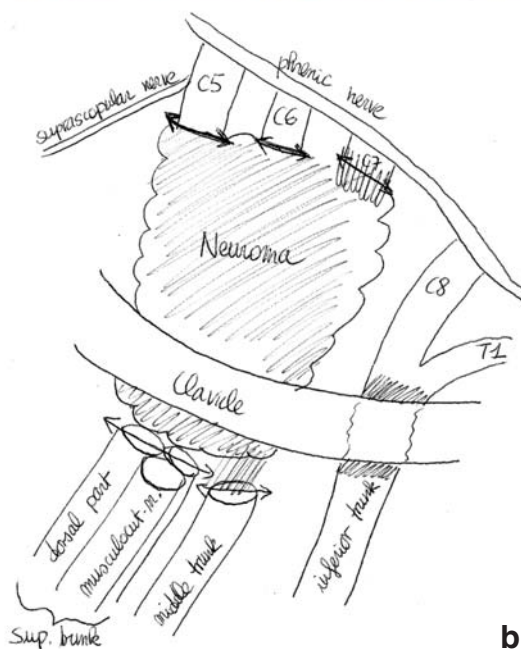 suprascapular nerve
C5
phrenic nerve
C6
C7
Neuroma
C8
T1
Clavicle
dorsal part
musculocut. n.
middle trunk
inferior trunk
Sup. trunk
b